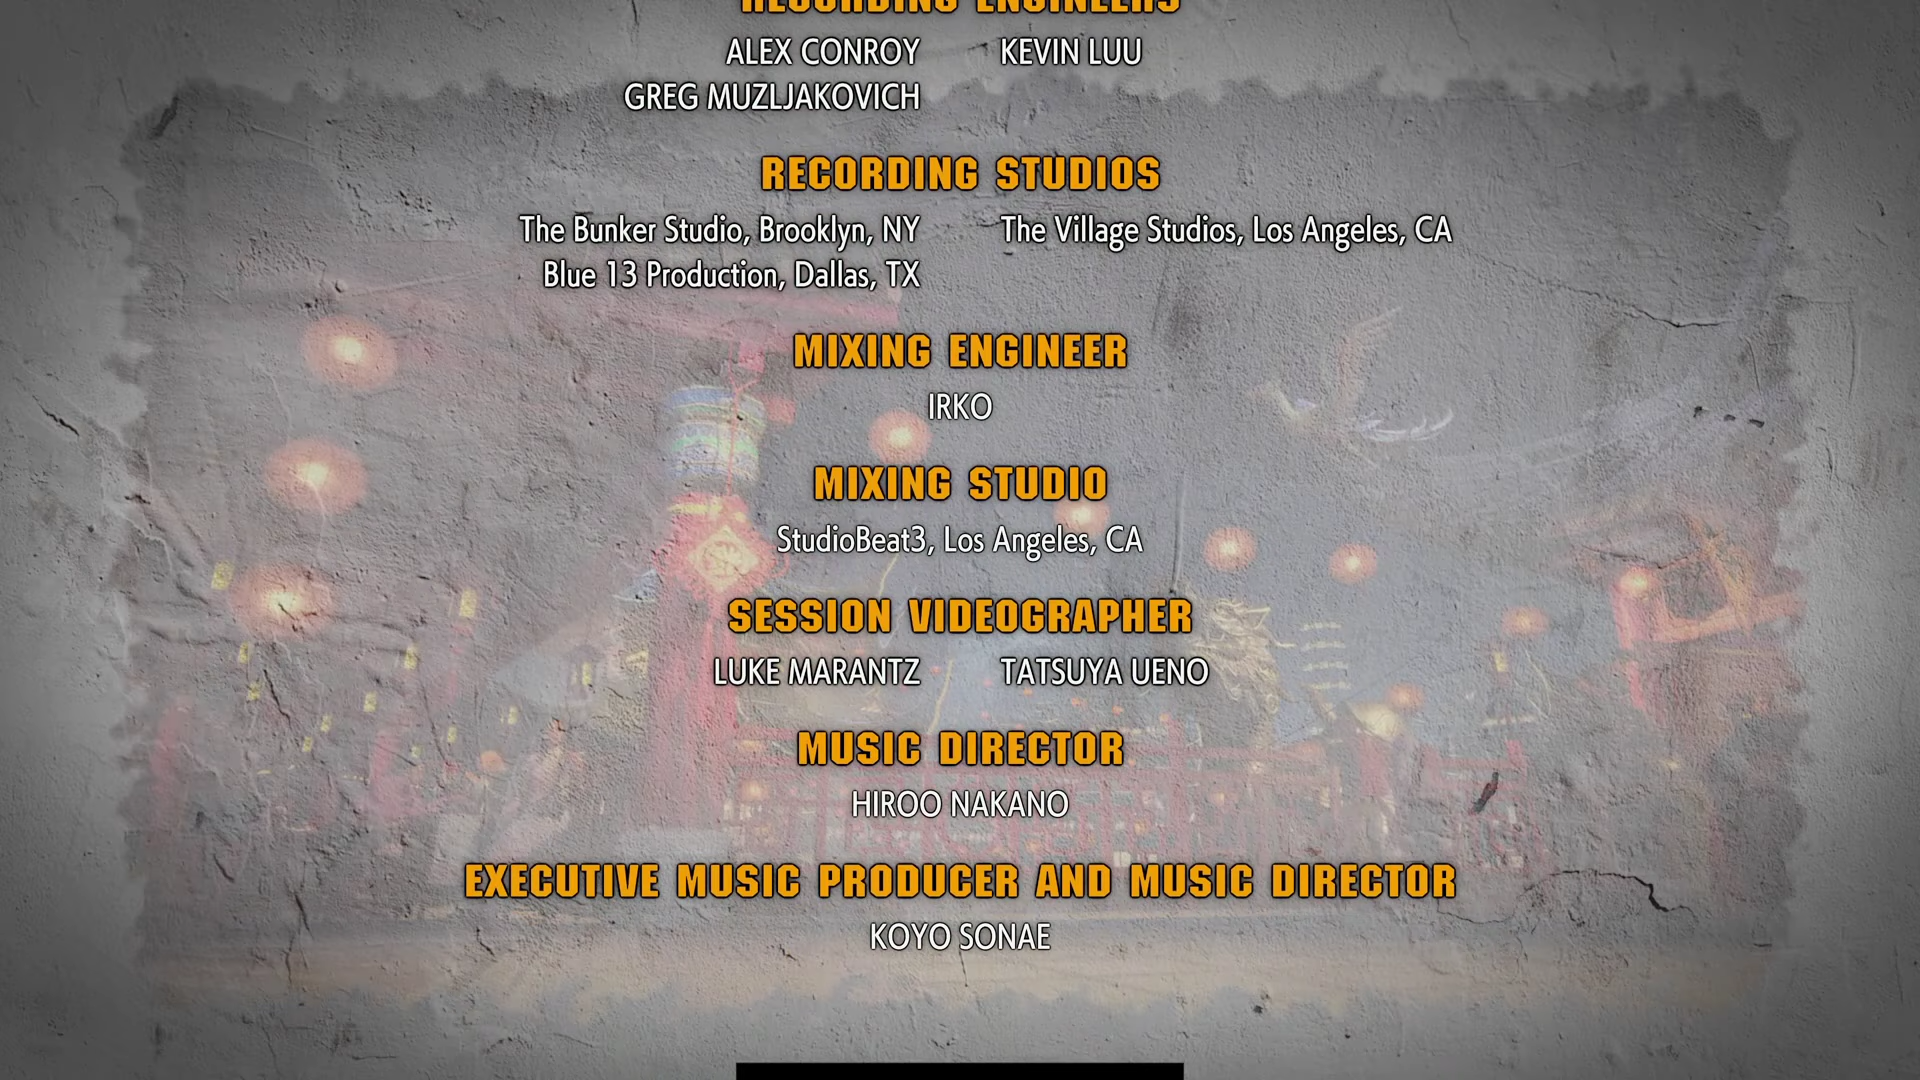 RECORDING ENGINEERS
ALEX CONROY KEVIN LUU
GREG MUZLJAKOVICH
RECORDING STUDIOS
The Bunker Studio, Brooklyn, NY The Village Studios, Los Angeles, CA
Blue 13 Production, Dallas, TX
MIXING ENGINEER
IRKO
MIXING STUDIO
StudioBeat3, Los Angeles, CA
SESSION VIDEOGRAPHER
LUKE MARANTZ TATSUYA UENO
MUSIC DIRECTOR
HIROO NAKANO
EXECUTIVE MUSIC PRODUCER AND MUSIC DIRECTOR
KOYO SONAE